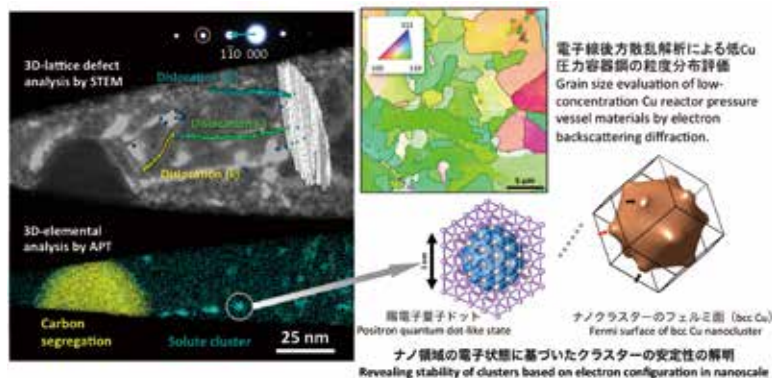 3D-lattice defect
analysis by STEM
1̄10 000
Dislocation
Dislocation
Dislocation (k)
3D-elemental
analysis by APT
Carbon
segregation
Solute cluster
25 nm
111
5 μm
電子線後方散乱解析による低Cu
圧力容器鋼の粒度分布評価
Grain size evaluation of low-
concentration Cu reactor pressure
vessel materials by electron
backscattering diffraction.
陽電子量子ドット
Positron quantum dot-like state
ナノクラスターのフェルミ面（bcc Cu）
Fermi surface of bcc Cu nanocluster
ナノ領域の電子状態に基づいたクラスターの安定性の解明
Revealing stability of clusters based on electron configuration in nanoscale